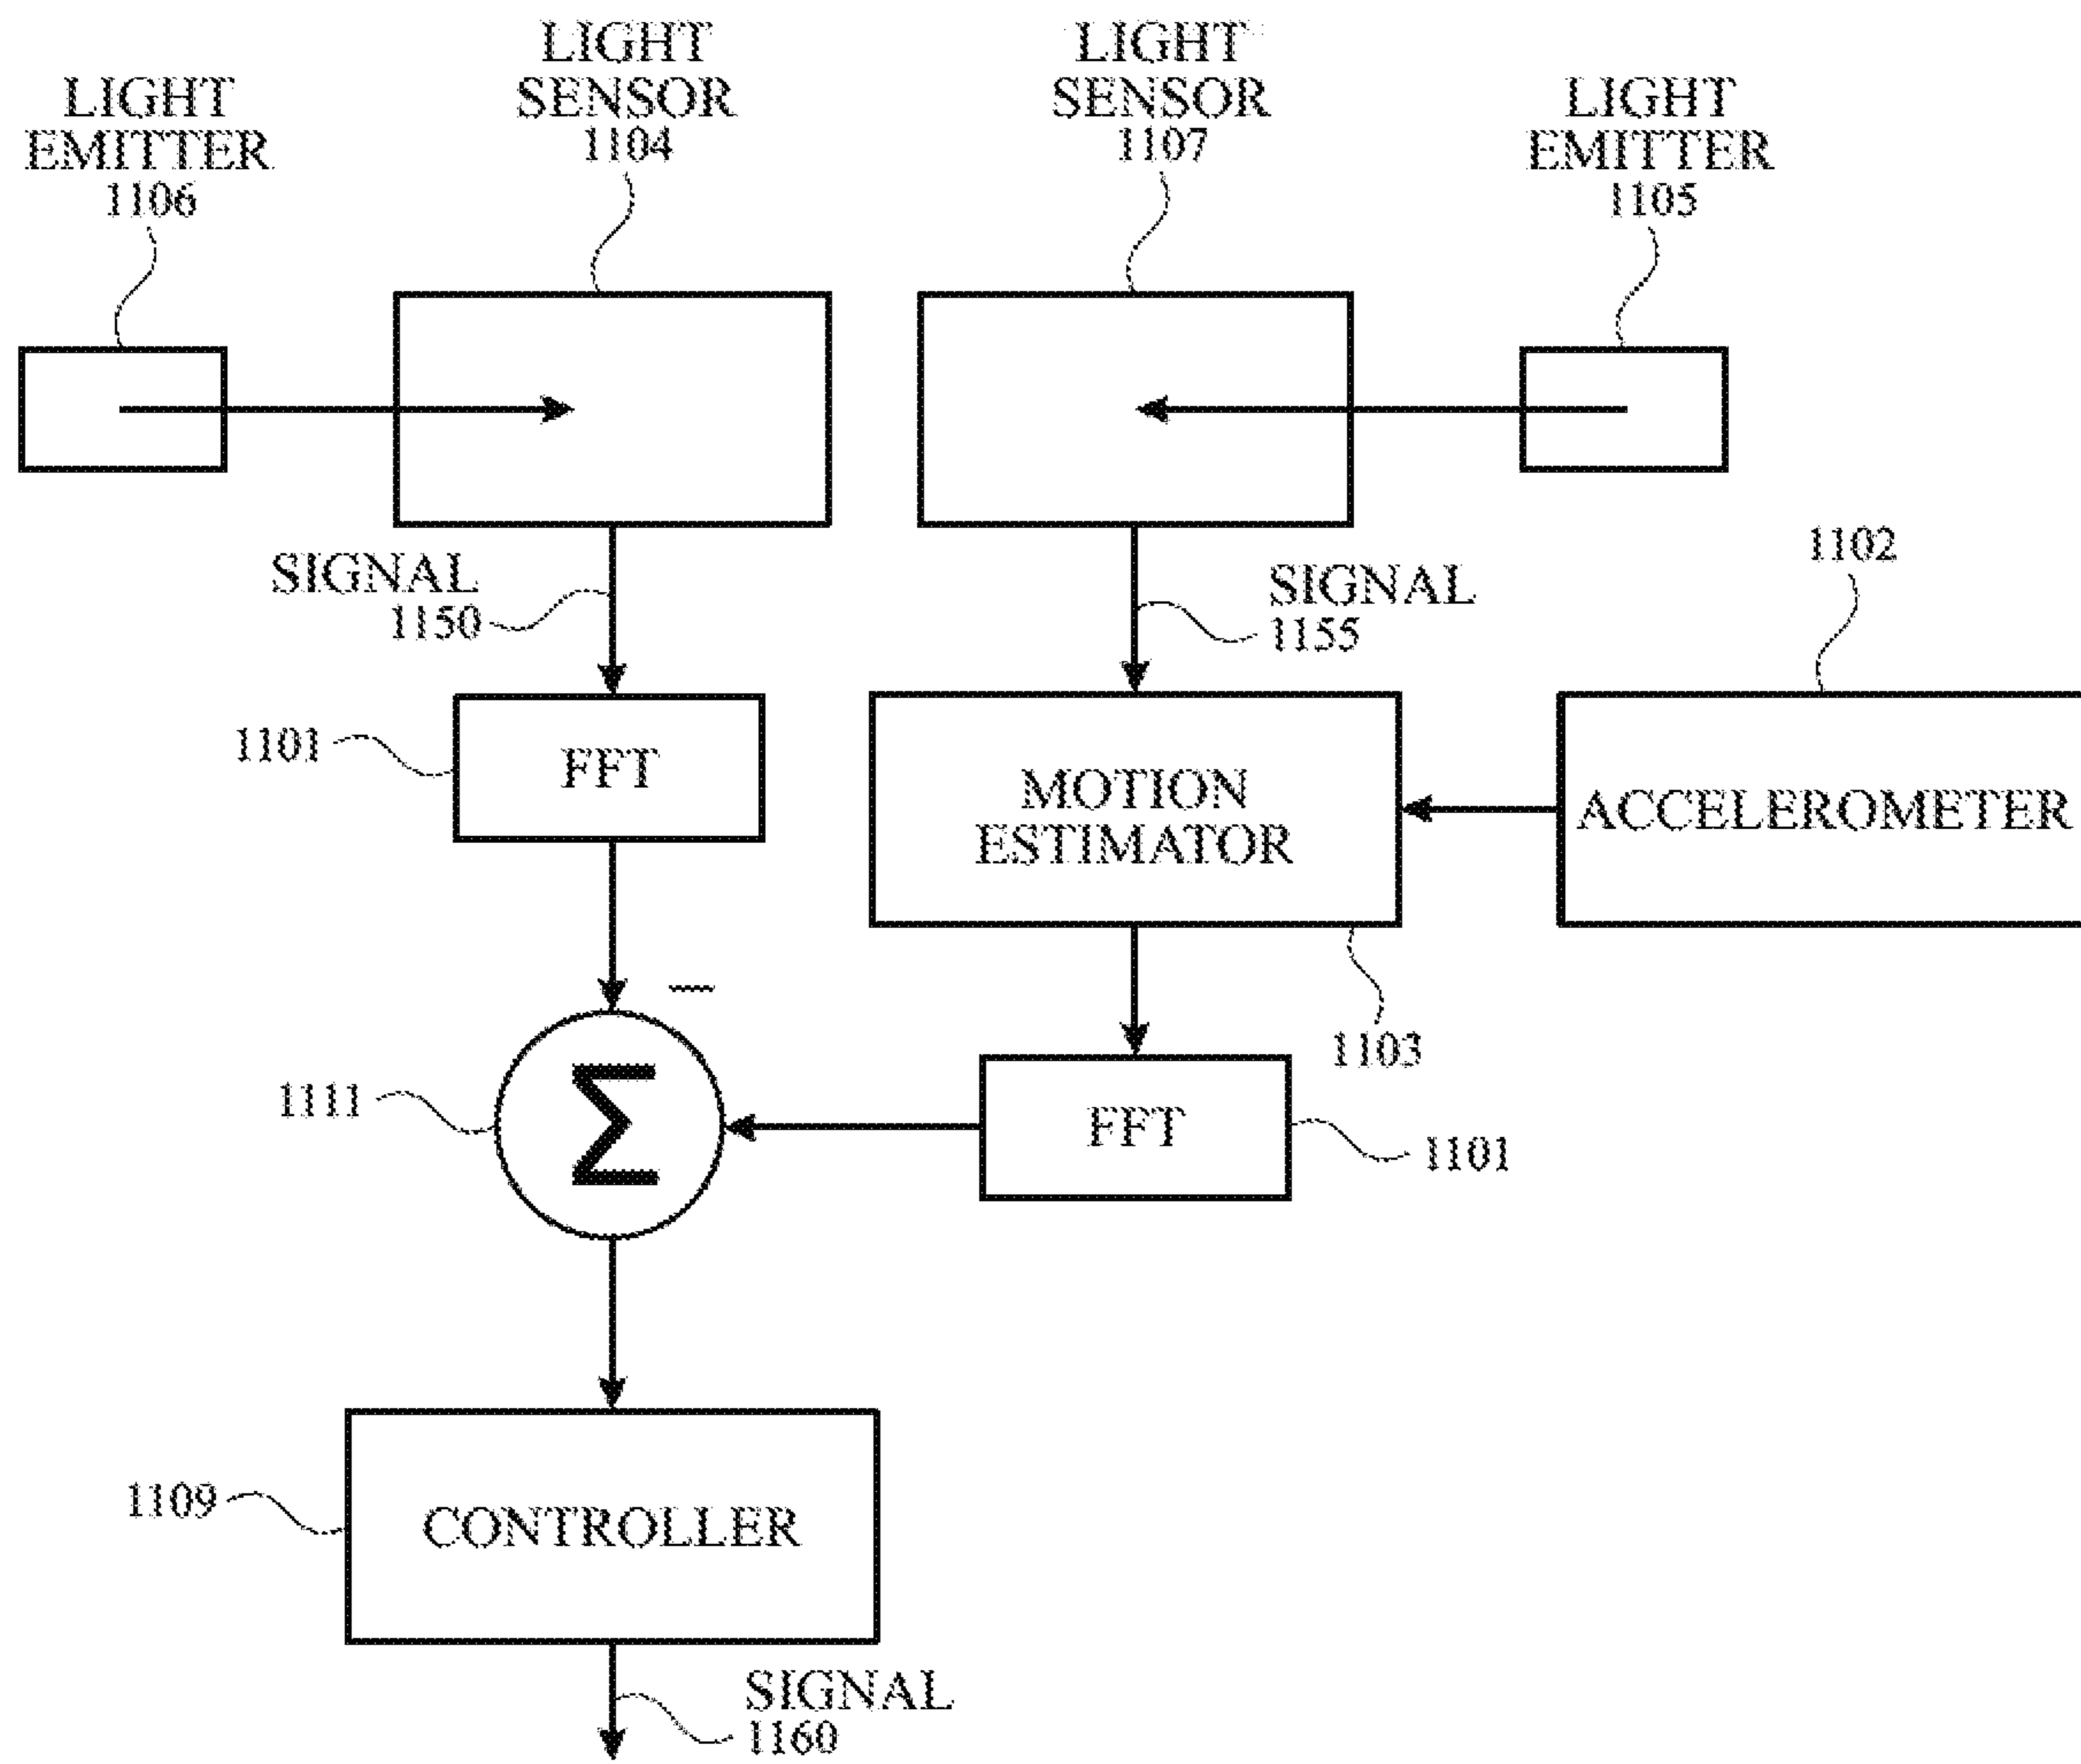 LIGHT
EMITTER
1106
LIGHT
SENSOR
1104
LIGHT
SENSOR
1107
LIGHT
EMITTER
1105
SIGNAL
1150
SIGNAL
1155
1102
1101
FFT
MOTION
ESTIMATOR
ACCELEROMETER
–
1103
1111
Σ
FFT
1101
1109
CONTROLLER
SIGNAL
1160